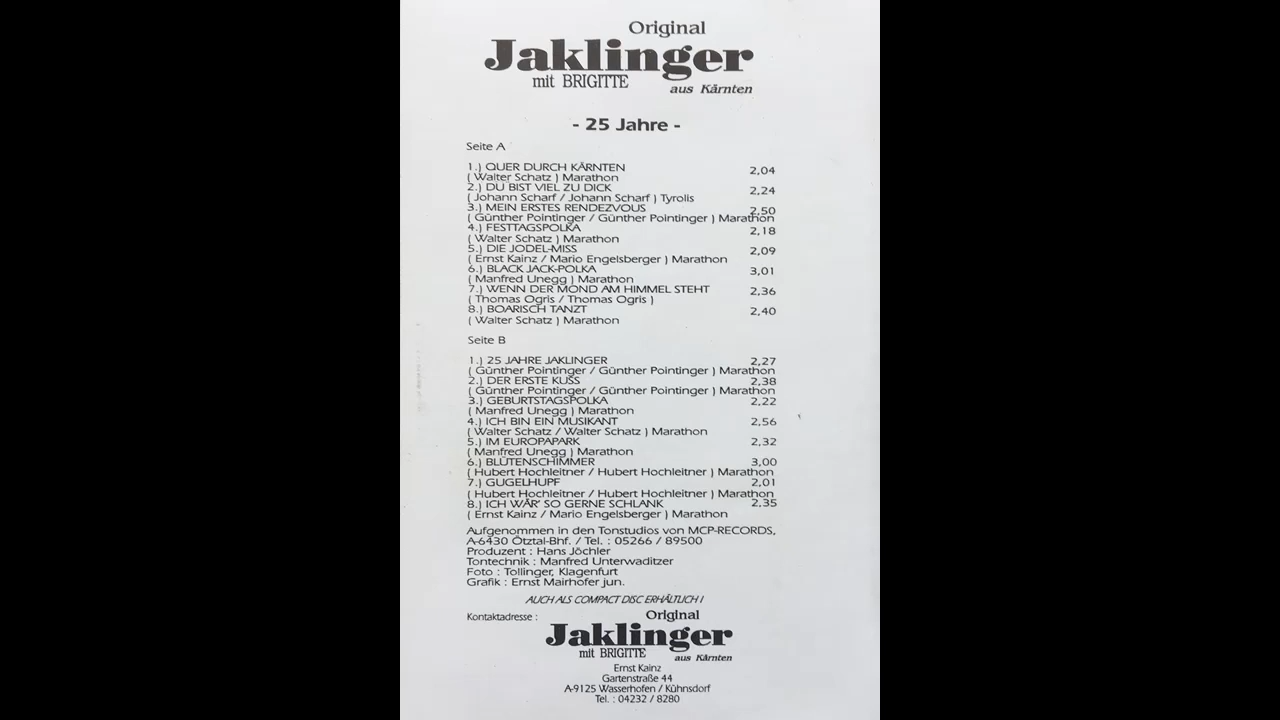 Original
Jaklinger
mit BRIGITTE
aus Kärnten
- 25 Jahre -
Seite A
1.) QUER DURCH KÄRNTEN 2,04
( Walter Schatz ) Marathon
2.) DU BIST VIEL ZU DICK 2,24
( Johann Scharf / Johann Scharf ) Tyrolis
3.) MEIN ERSTES RENDEZVOUS 2,50
( Günther Pointinger / Günther Pointinger ) Marathon
4.) FESTTAGSPOLKA 2,18
( Walter Schatz ) Marathon
5.) DIE JODEL-MISS 2,09
( Ernst Kainz / Mario Engelsberger ) Marathon
6.) BLACK JACK-POLKA 3,01
( Manfred Unegg ) Marathon
7.) WENN DER MOND AM HIMMEL STEHT 2,36
( Thomas Ogris / Thomas Ogris )
8.) BOARISCH TANZT 2,40
( Walter Schatz ) Marathon
Seite B
1.) 25 JAHRE JAKLINGER 2,27
( Günther Pointinger / Günther Pointinger ) Marathon
2.) DER ERSTE KUSS 2,38
( Günther Pointinger / Günther Pointinger ) Marathon
3.) GEBURTSTAGSPOLKA 2,22
( Manfred Unegg ) Marathon
4.) ICH BIN EIN MUSIKANT 2,56
( Walter Schatz / Walter Schatz ) Marathon
5.) IM EUROPAPARK 2,32
( Manfred Unegg ) Marathon
6.) BLÜTENSCHIMMER 3,00
( Hubert Hochleitner / Hubert Hochleitner ) Marathon
7.) GUGELHUPF 2,01
( Hubert Hochleitner / Hubert Hochleitner ) Marathon
8.) ICH WÄR' SO GERNE SCHLANK 2,35
( Ernst Kainz / Mario Engelsberger ) Marathon
Aufgenommen in den Tonstudios von MCP-RECORDS,
A-6430 Ötztal-Bhf. / Tel. : 05266 / 89500
Produzent : Hans Jöchler
Tontechnik : Manfred Unterwaditzer
Foto : Tollinger, Klagenfurt
Grafik : Ernst Mairhofer jun.
AUCH ALS COMPACT DISC ERHÄLTLICH !
Kontaktadresse :
Original
Jaklinger
mit BRIGITTE
aus Kärnten
Ernst Kainz
Gartenstraße 44
A-9125 Wasserhofen / Kühnsdorf
Tel. : 04232 / 8280